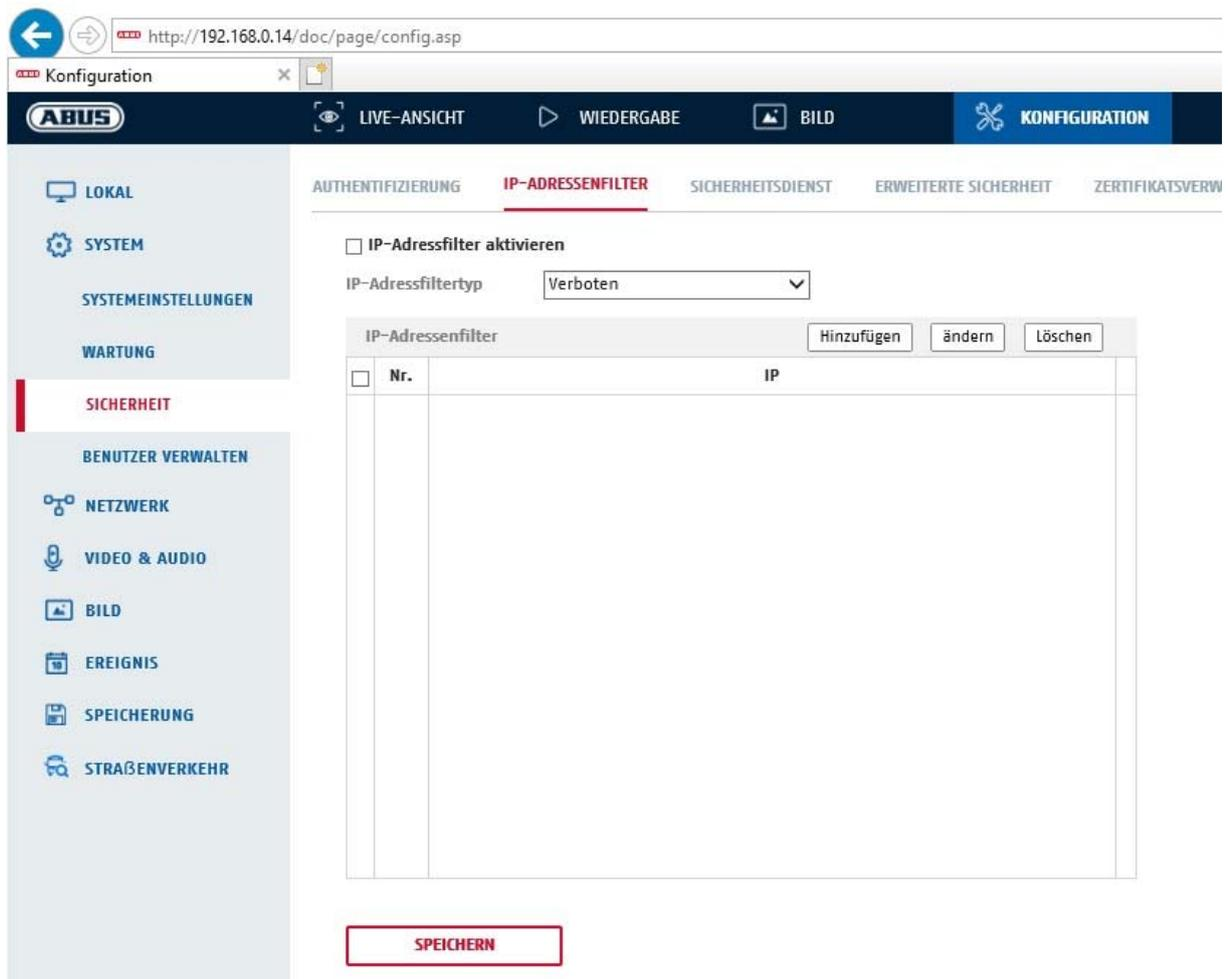 http://192.168.0.14/doc/page/config.asp
Konfiguration
ABUS
LIVE-ANSICHT
WIEDERGABE
BILD
KONFIGURATION
LOKAL
SYSTEM
SYSTEMEINSTELLUNGEN
WARTUNG
SICHERHEIT
BENUTZER VERWALTEN
NETZWERK
VIDEO & AUDIO
BILD
EREIGNIS
SPEICHERUNG
STRAßENVERKEHR
AUTHENTIFIZIERUNG
IP-ADRESSENFILTER
SICHERHEITSDIENST
ERWEITERTE SICHERHEIT
ZERTIFIKATSVERW
IP-Adressfilter aktivieren
IP-Adressfiltertyp
Verboten
IP-Adressenfilter
Hinzufügen
ändern
Löschen
Nr.
IP
SPEICHERN